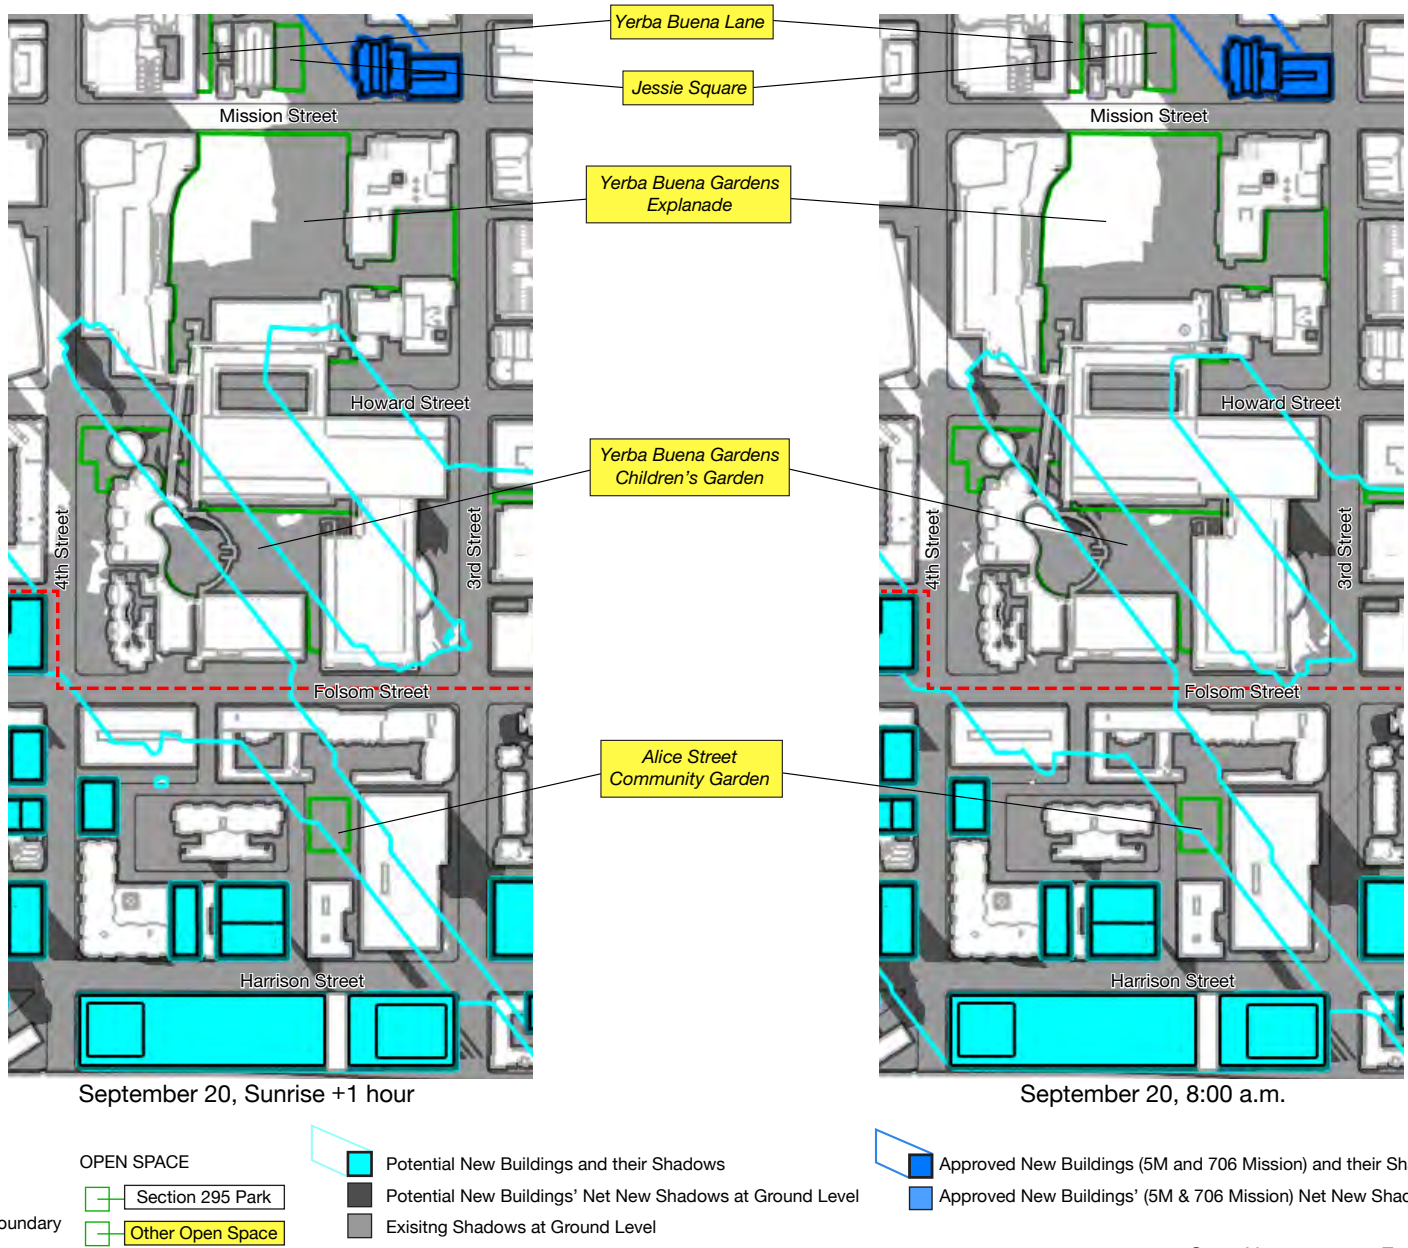 Yerba Buena Lane
Jessie Square
Mission Street
Mission Street
Yerba Buena Gardens
Explanade
Howard Street
Howard Street
Yerba Buena Gardens
Children's Garden
4th Street
3rd Street
4th Street
3rd Street
Folsom Street
Folsom Street
Alice Street
Community Garden
Harrison Street
Harrison Street
September 20, Sunrise +1 hour
September 20, 8:00 a.m.
OPEN SPACE
Section 295 Park
Other Open Space
oundary
Potential New Buildings and their Shadows
Potential New Buildings' Net New Shadows at Ground Level
Exisitng Shadows at Ground Level
Approved New Buildings (5M and 706 Mission) and their Sh
Approved New Buildings' (5M & 706 Mission) Net New Shad